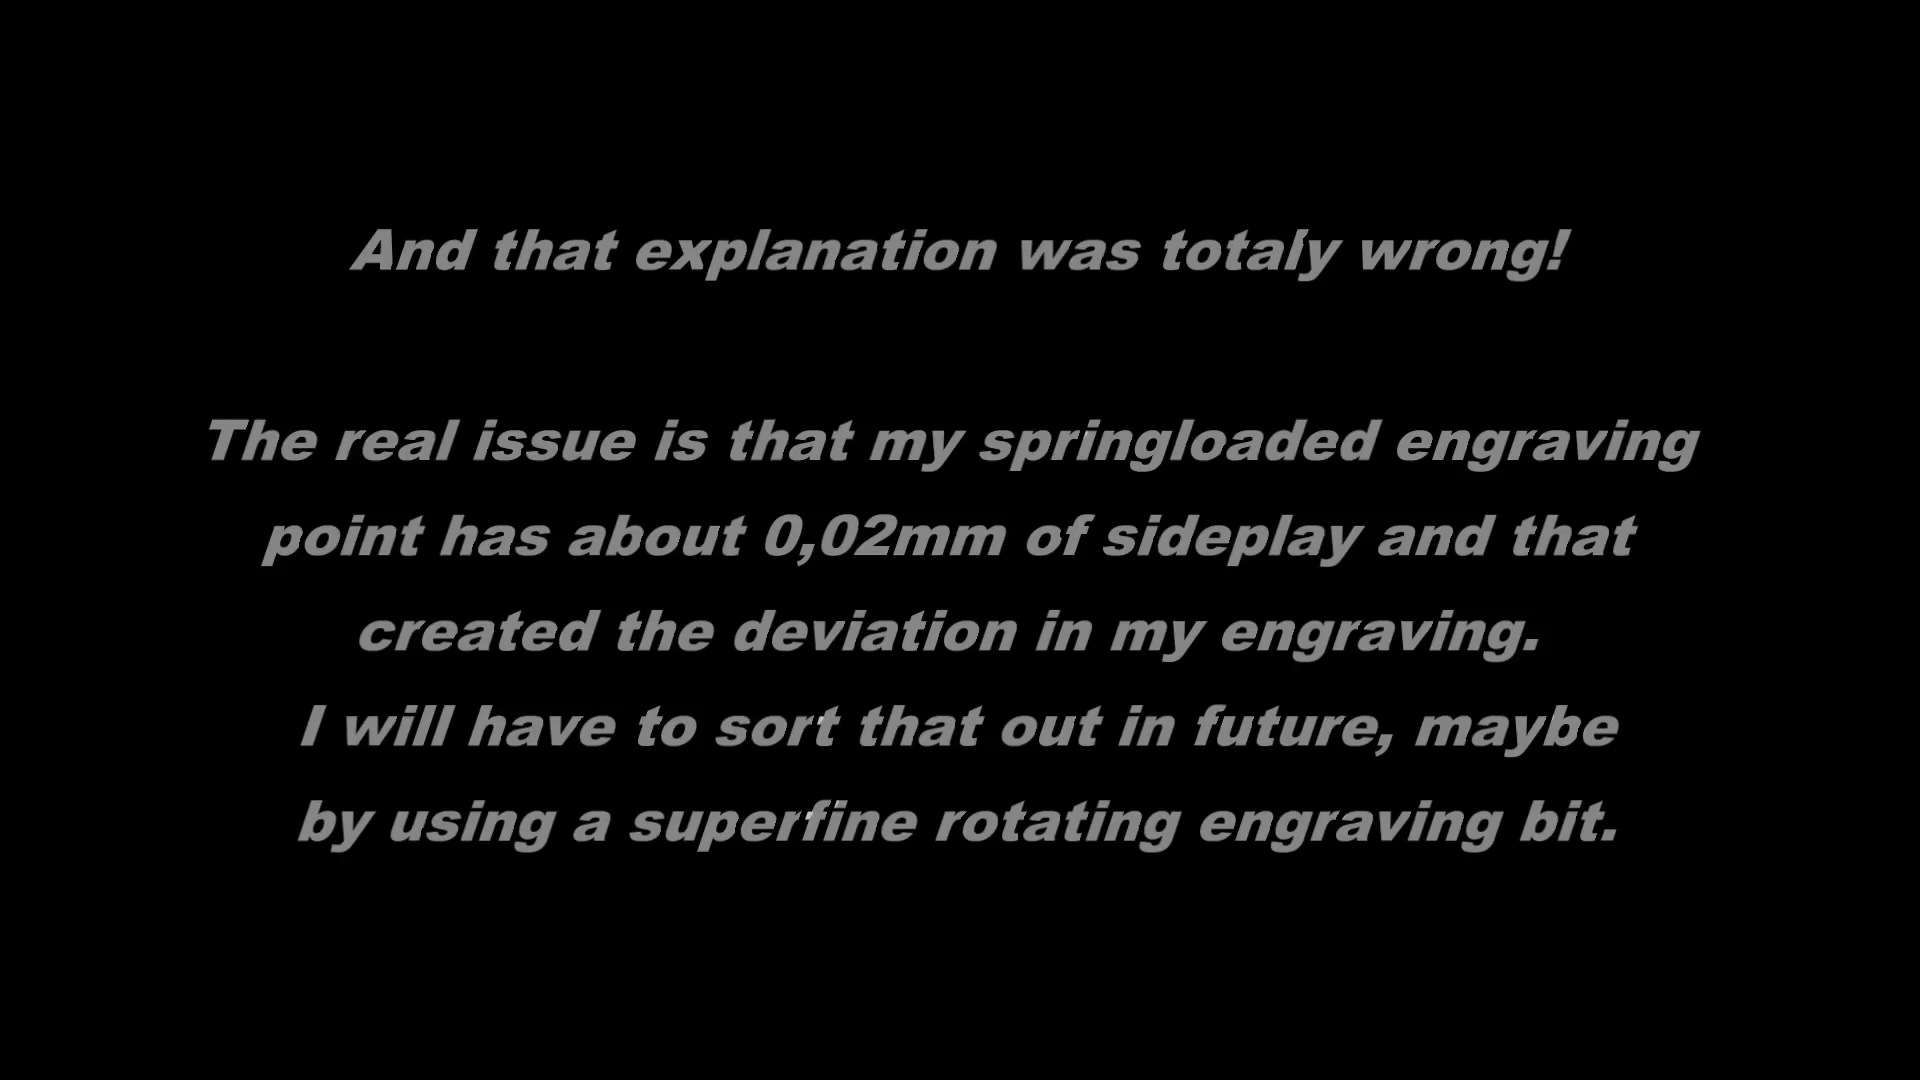 And that explanation was totaly wrong!
The real issue is that my springloaded engraving
point has about 0,02mm of sideplay and that
created the deviation in my engraving.
I will have to sort that out in future, maybe
by using a superfine rotating engraving bit.